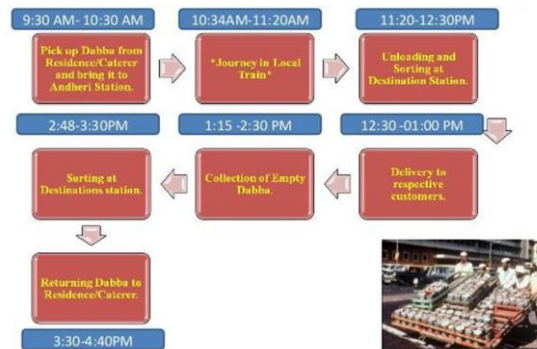 9:30 AM- 10:30 AM
10:34AM-11:20AM
11:20-12:30PM
Pick up Dabba from
Residence/Caterer
and bring it to
Andheri Station.
*Journey in Local
Train*
Unloading and
Sorting at
Destination Station.
2:48-3:30PM
1:15 -2:30 PM
12:30 -01:00 PM
Sorting at
Destinations station.
Collection of Empty
Dabba.
Delivery to
respective
customers.
Returning Dabba to
Residence/Caterer.
3:30-4:40PM